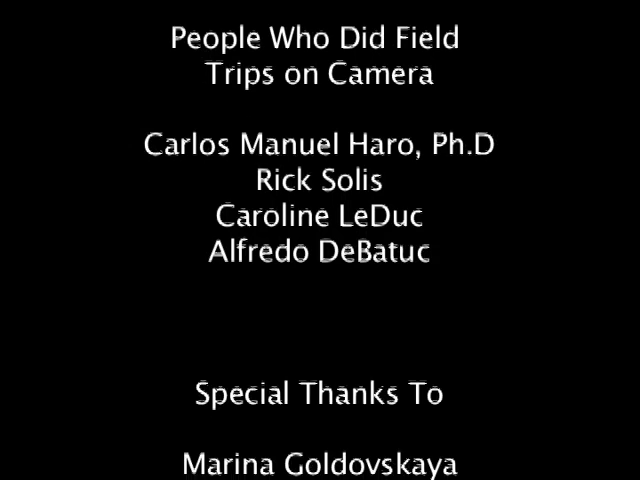 People Who Did Field
Trips on Camera
Carlos Manuel Haro, Ph.D
Rick Solis
Caroline LeDuc
Alfredo DeBatuc
Special Thanks To
Marina Goldovskaya